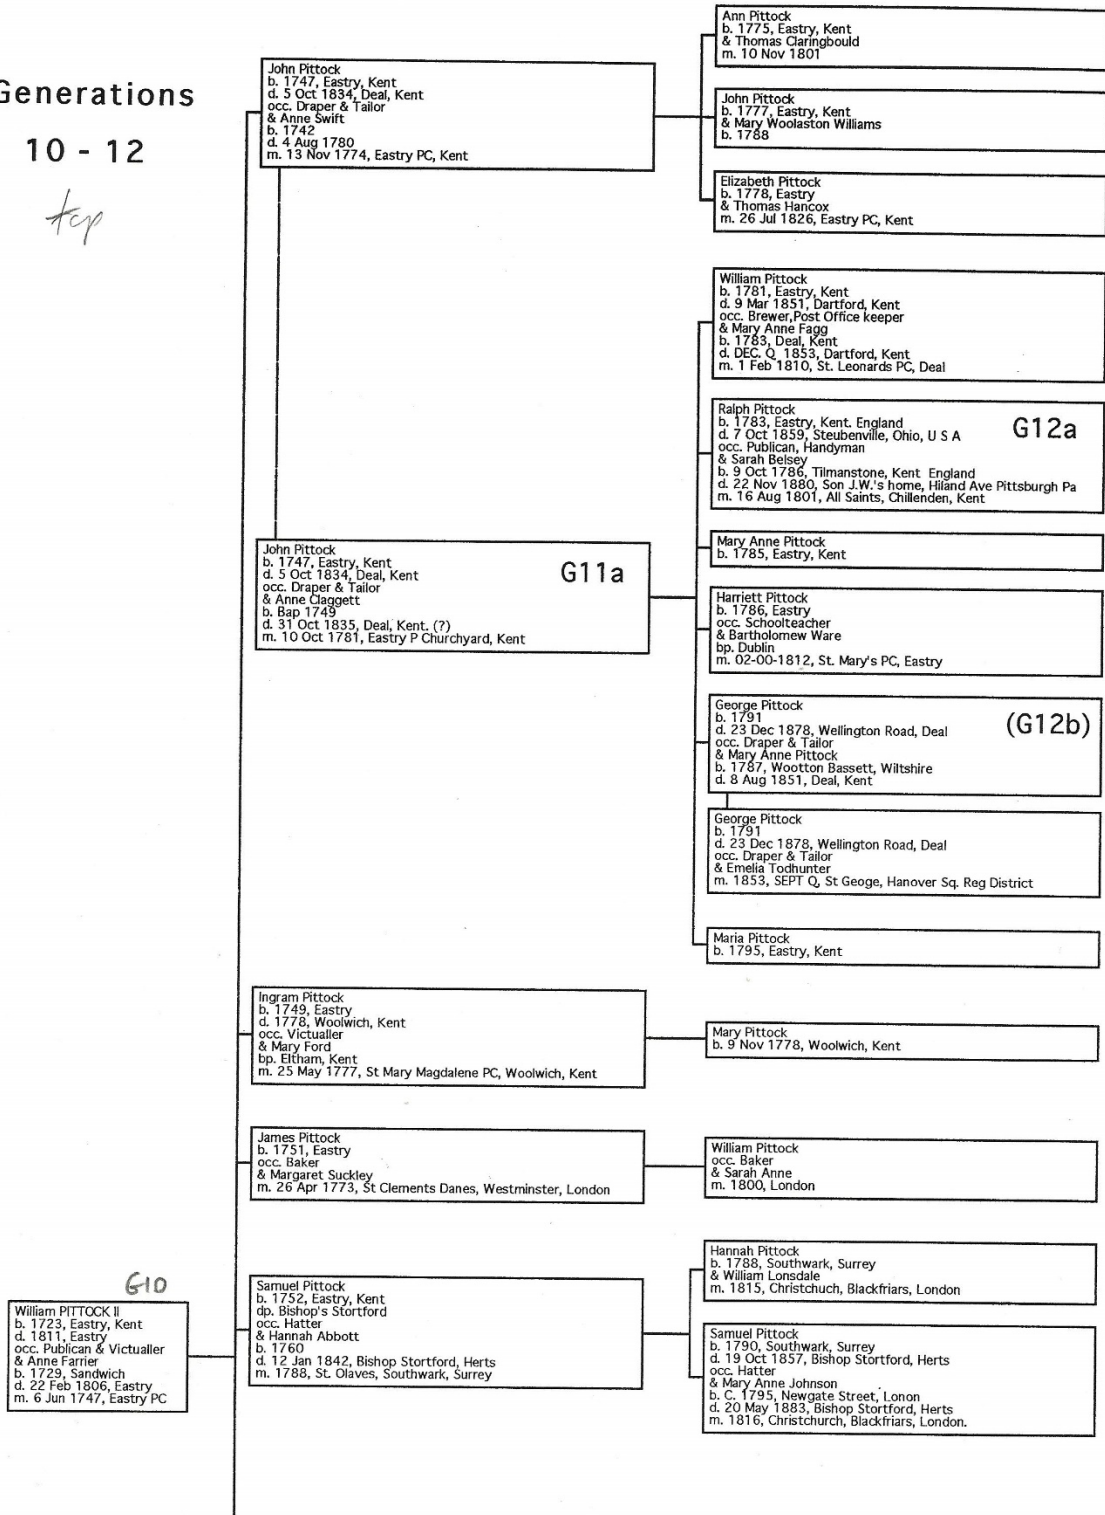 Generations
10 - 12
top
John Pittock
b. 1747, Eastry, Kent
d. 5 Oct 1834, Deal, Kent
occ. Draper & Tailor
& Anne Swift
b. 1742
d. 4 Aug 1780
m. 13 Nov 1774, Eastry PC, Kent
Ann Pittock
b. 1775, Eastry, Kent
& Thomas Claringbould
m. 10 Nov 1801
John Pittock
b. 1777, Eastry, Kent
& Mary Woolaston Williams
b. 1788
Elizabeth Pittock
b. 1778, Eastry
& Thomas Hancox
m. 26 Jul 1826, Eastry PC, Kent
John Pittock
b. 1747, Eastry, Kent
d. 5 Oct 1834, Deal, Kent
occ. Draper & Tailor
& Anne Claggett
b. Bap 1749
d. 31 Oct 1835, Deal, Kent. (?)
m. 10 Oct 1781, Eastry P Churchyard, Kent
G11a
William Pittock
b. 1781, Eastry, Kent
d. 9 Mar 1851, Dartford, Kent
occ. Brewer,Post Office keeper
& Mary Anne Fagg
b. 1783, Deal, Kent
d. DEC. Q 1853, Dartford, Kent
m. 1 Feb 1810, St. Leonards PC, Deal
Ralph Pittock
b. 1783, Eastry, Kent. England
d. 7 Oct 1859, Steubenville, Ohio, U S A
occ. Publican, Handyman
& Sarah Belsey
b. 9 Oct 1786, Tilmanstone, Kent England
d. 22 Nov 1880, Son J.W.'s home, Hiland Ave Pittsburgh Pa
m. 16 Aug 1801, All Saints, Chillenden, Kent
G12a
Mary Anne Pittock
b. 1785, Eastry, Kent
Harriett Pittock
b. 1786, Eastry
occ. Schoolteacher
& Bartholomew Ware
bp. Dublin
m. 02-00-1812, St. Mary's PC, Eastry
George Pittock
b. 1791
d. 23 Dec 1878, Wellington Road, Deal
occ. Draper & Tailor
& Mary Anne Pittock
b. 1787, Wootton Bassett, Wiltshire
d. 8 Aug 1851, Deal, Kent
(G12b)
George Pittock
b. 1791
d. 23 Dec 1878, Wellington Road, Deal
occ. Draper & Tailor
& Emelia Todhunter
m. 1853, SEPT Q, St Geoge, Hanover Sq. Reg District
Maria Pittock
b. 1795, Eastry, Kent
Ingram Pittock
b. 1749, Eastry
d. 1778, Woolwich, Kent
occ. Victualler
& Mary Ford
bp. Eltham, Kent
m. 25 May 1777, St Mary Magdalene PC, Woolwich, Kent
Mary Pittock
b. 9 Nov 1778, Woolwich, Kent
James Pittock
b. 1751, Eastry
occ. Baker
& Margaret Suckley
m. 26 Apr 1773, St Clements Danes, Westminster, London
William Pittock
occ. Baker
& Sarah Anne
m. 1800, London
G10
William PITTOCK II
b. 1723, Eastry, Kent
d. 1811, Eastry
occ. Publican & Victualler
& Anne Farrier
b. 1729, Sandwich
d. 22 Feb 1806, Eastry
m. 6 Jun 1747, Eastry PC
Samuel Pittock
b. 1752, Eastry, Kent
dp. Bishop's Stortford
occ. Hatter
& Hannah Abbott
b. 1760
d. 12 Jan 1842, Bishop Stortford, Herts
m. 1788, St. Olaves, Southwark, Surrey
Hannah Pittock
b. 1788, Southwark, Surrey
& William Lonsdale
m. 1815, Christchuch, Blackfriars, London
Samuel Pittock
b. 1790, Southwark, Surrey
d. 19 Oct 1857, Bishop Stortford, Herts
occ. Hatter
& Mary Anne Johnson
b. C. 1795, Newgate Street, Lonon
d. 20 May 1883, Bishop Stortford, Herts
m. 1816, Christchurch, Blackfriars, London.